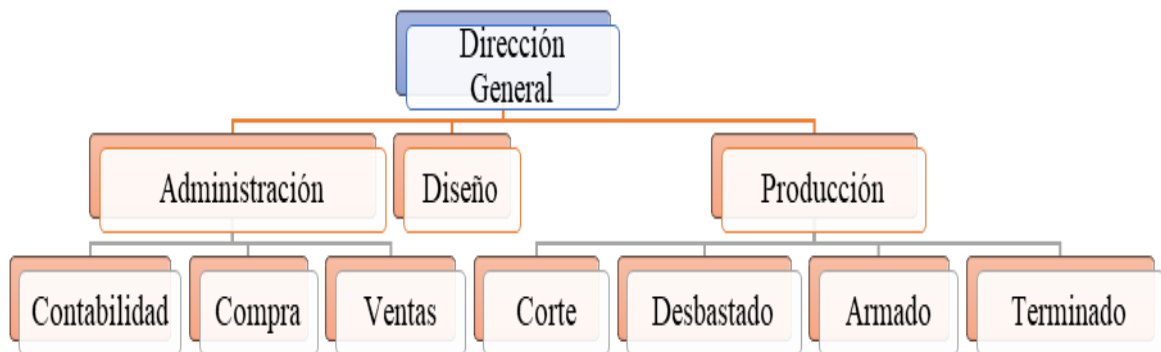 Dirección
General
Administración
Diseño
Producción
Contabilidad
Compra
Ventas
Corte
Desbastado
Armado
Terminado